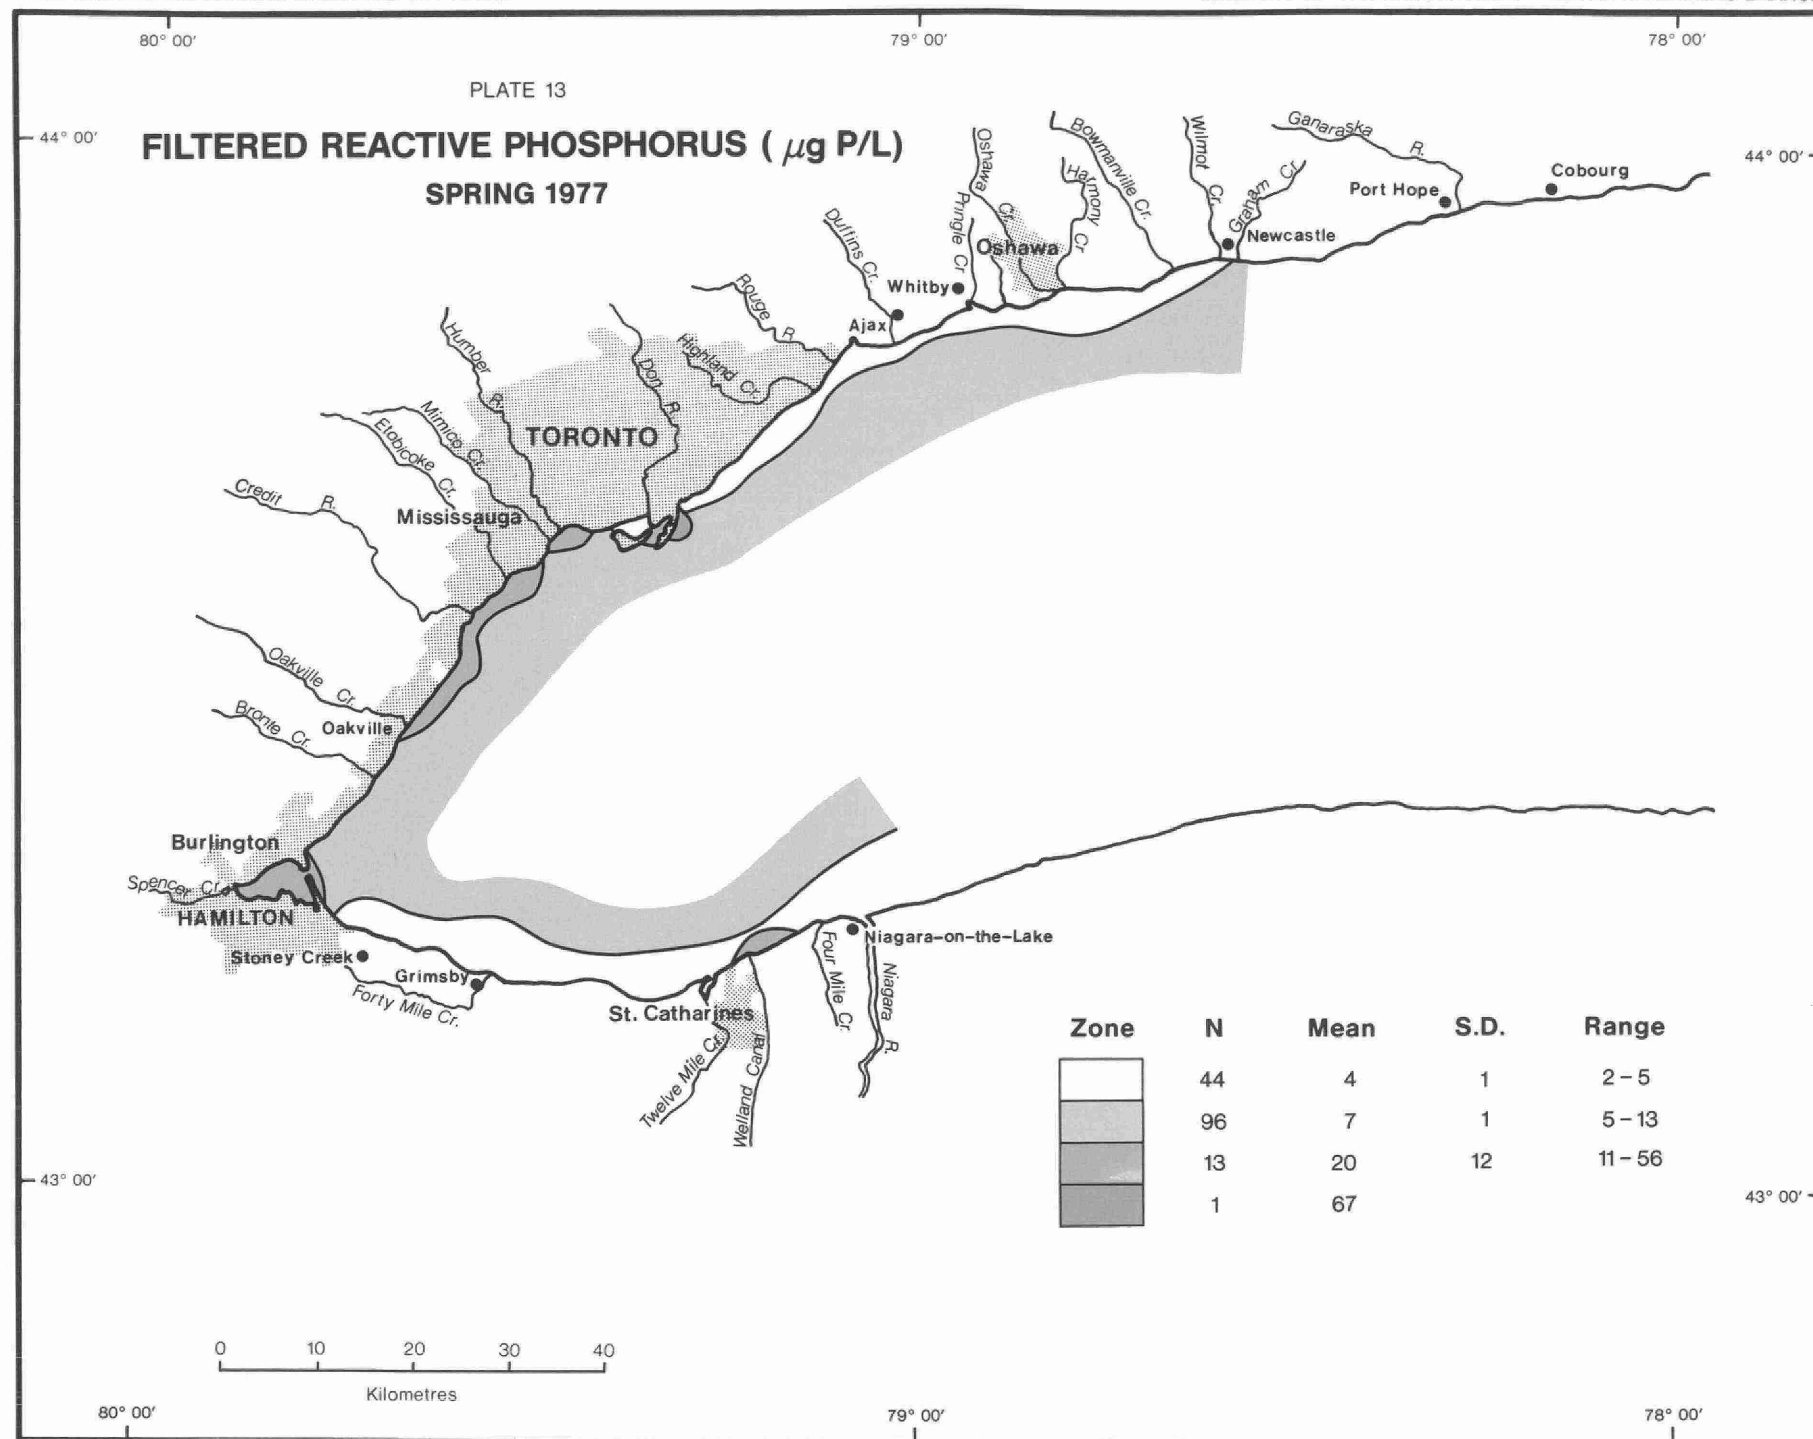 80° 00′ 79° 00′ 78° 00′
PLATE 13
44° 00′
FILTERED REACTIVE PHOSPHORUS ( μg P/L)
SPRING 1977
44° 00′
Ganaraska R.
Cobourg
Port Hope
Wilmot Cr.
Graham Cr.
Newcastle
Bowmanville Cr.
Harmony Cr
Oshawa Cr.
Oshawa
Pringle Cr
Whitby
Duffins Cr.
Ajax
Rouge R.
Highland Cr.
Don R.
Humber R.
TORONTO
Mimico Cr.
Etobicoke Cr.
Mississauga
Credit R.
Oakville Cr.
Oakville
Bronte Cr.
Burlington
Spencer Cr.
HAMILTON
Stoney Creek
Grimsby
Forty Mile Cr.
St. Catharines
Twelve Mile Cr.
Welland Canal
Four Mile Cr.
Niagara-on-the-Lake
Niagara R.
Zone N Mean S.D. Range
44 4 1 2-5
96 7 1 5-13
13 20 12 11-56
1 67
43° 00′
43° 00′
0 10 20 30 40
Kilometres
80° 00′ 79° 00′ 78° 00′